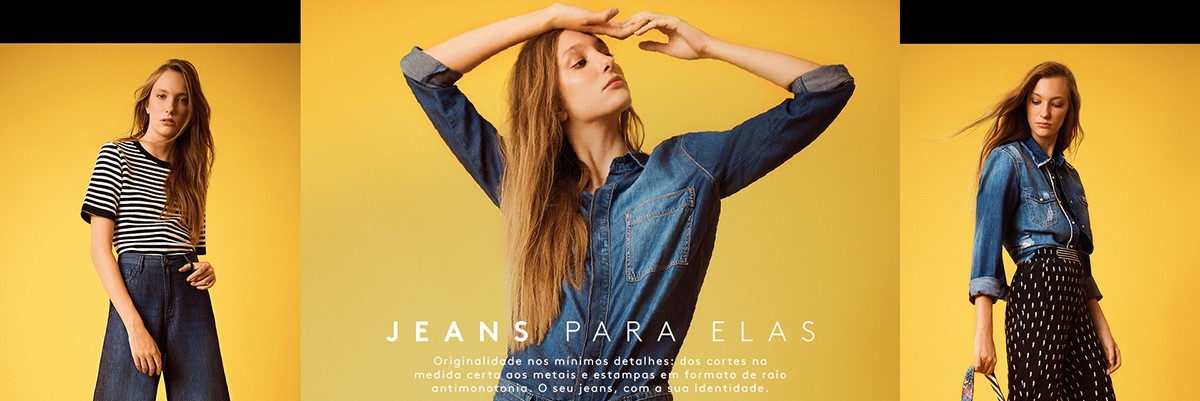 JEANS PARA ELAS
Originalidade nos mínimos detalhes: dos cortes na
medida certa aos metais e estampas em formato de raio
antimonotonia. O seu jeans, com a sua identidade.